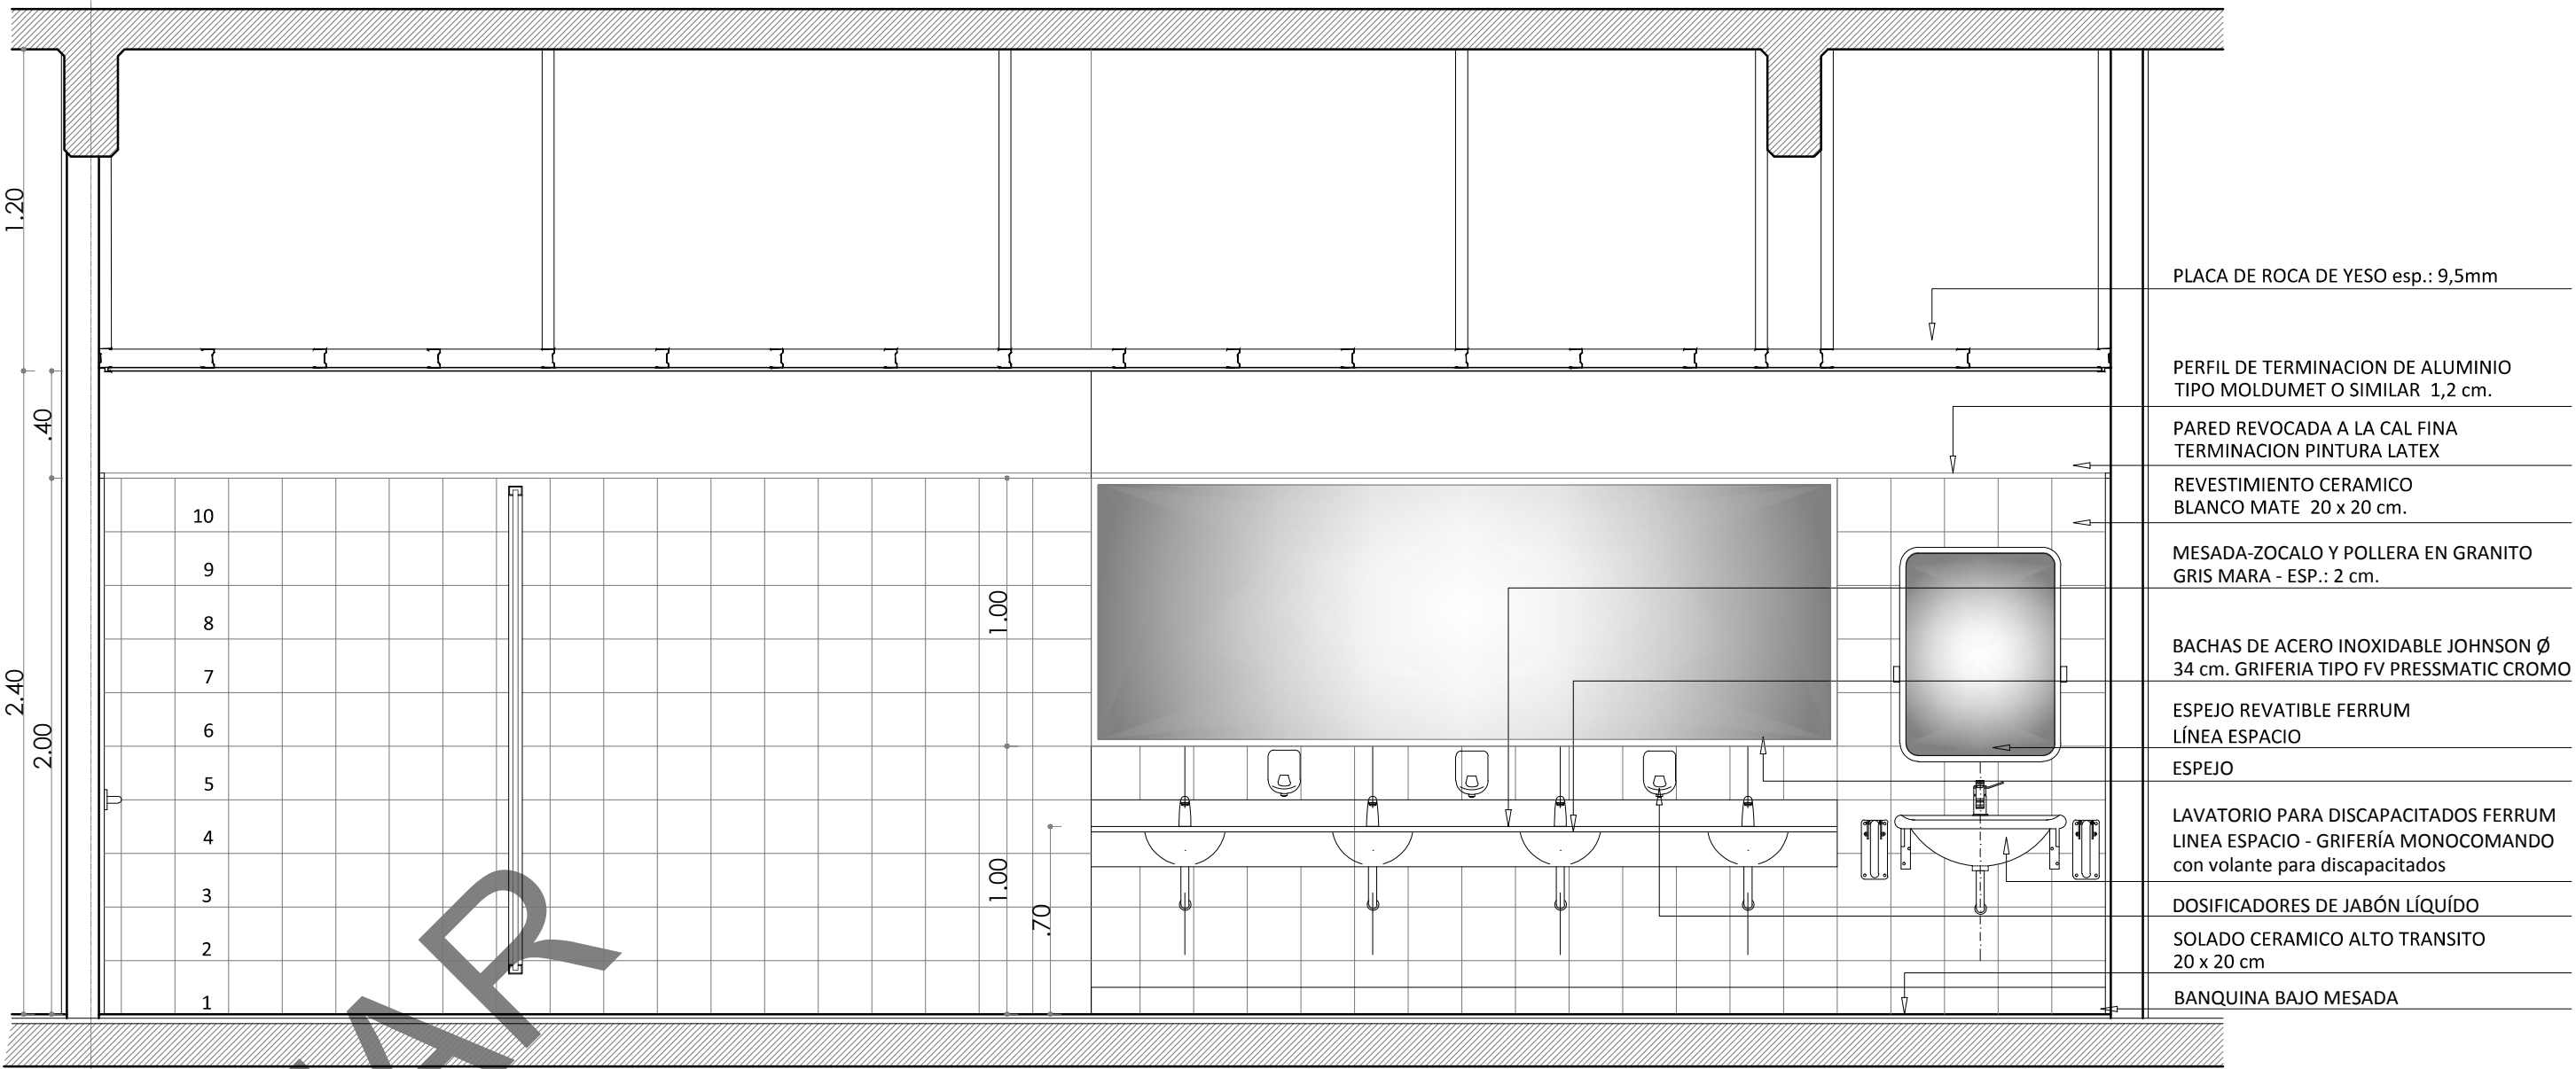 1.20
.40
2.40
2.00
10
9
8
7
6
5
4
3
2
1
1.00
1.00
.70
PLACA DE ROCA DE YESO esp.: 9,5mm
PERFIL DE TERMINACION DE ALUMINIO
TIPO MOLDUMET O SIMILAR 1,2 cm.
PARED REVOCADA A LA CAL FINA
TERMINACION PINTURA LATEX
REVESTIMIENTO CERAMICO
BLANCO MATE 20 x 20 cm.
MESADA-ZOCALO Y POLLERA EN GRANITO
GRIS MARA - ESP.: 2 cm.
BACHAS DE ACERO INOXIDABLE JOHNSON Ø
34 cm. GRIFERIA TIPO FV PRESSMATIC CROMO
ESPEJO REVATIBLE FERRUM
LÍNEA ESPACIO
ESPEJO
LAVATORIO PARA DISCAPACITADOS FERRUM
LINEA ESPACIO - GRIFERÍA MONOCOMANDO
con volante para discapacitados
DOSIFICADORES DE JABÓN LÍQUÍDO
SOLADO CERAMICO ALTO TRANSITO
20 x 20 cm
BANQUINA BAJO MESADA
AR